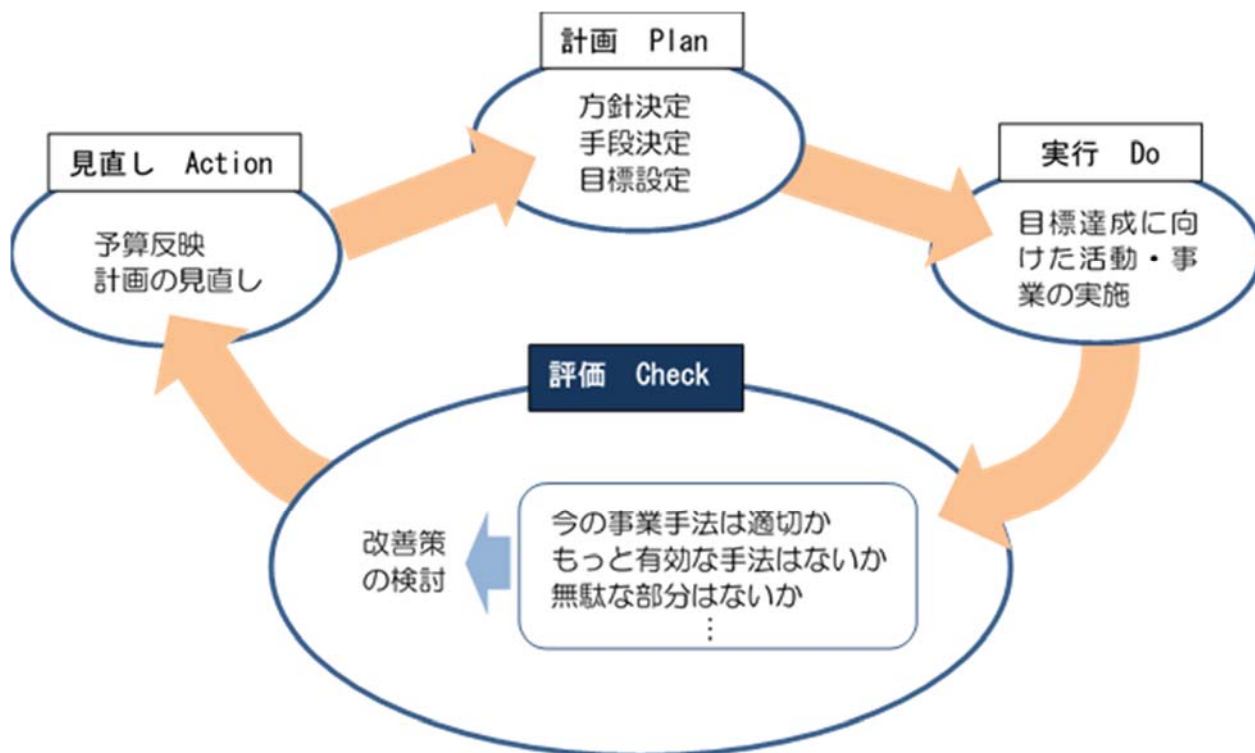 計画　Plan
方針決定
手段決定
目標設定
実行　Do
目標達成に向
けた活動・事
業の実施
評価　Check
今の事業手法は適切か
もっと有効な手法はないか
無駄な部分はないか
⋮
改善策
の検討
見直し　Action
予算反映
計画の見直し